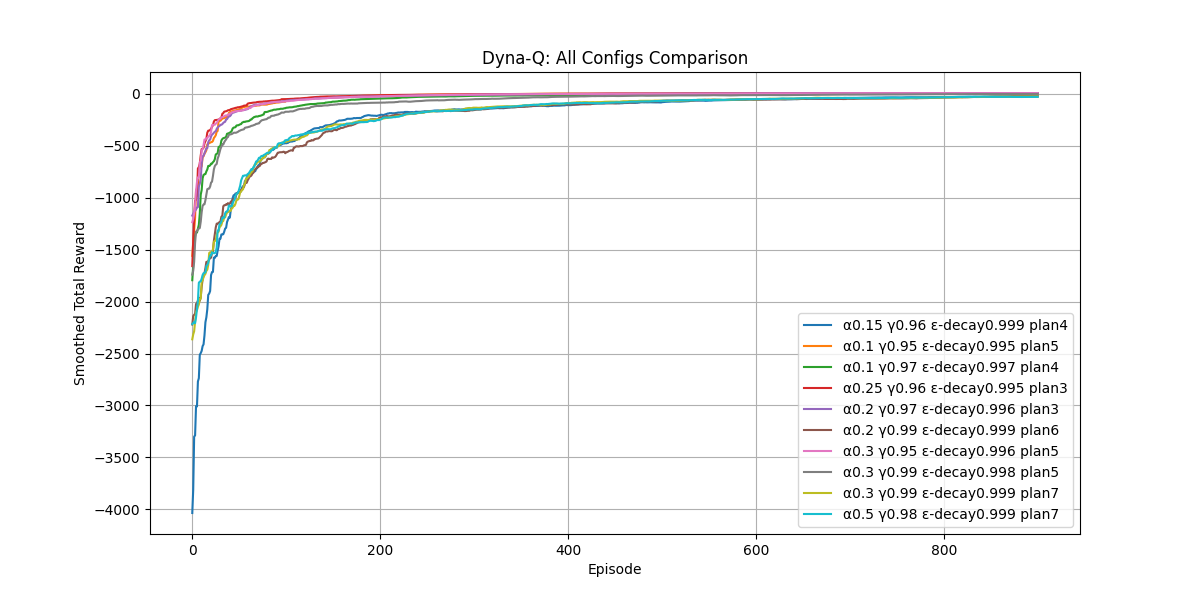 Dyna-Q: All Configs Comparison
Smoothed Total Reward
0
−500
−1000
−1500
−2000
−2500
−3000
−3500
−4000
α0.15 γ0.96 ε-decay0.999 plan4
α0.1 γ0.95 ε-decay0.995 plan5
α0.1 γ0.97 ε-decay0.997 plan4
α0.25 γ0.96 ε-decay0.995 plan3
α0.2 γ0.97 ε-decay0.996 plan3
α0.2 γ0.99 ε-decay0.999 plan6
α0.3 γ0.95 ε-decay0.996 plan5
α0.3 γ0.99 ε-decay0.998 plan5
α0.3 γ0.99 ε-decay0.999 plan7
α0.5 γ0.98 ε-decay0.999 plan7
0 200 400 600 800
Episode